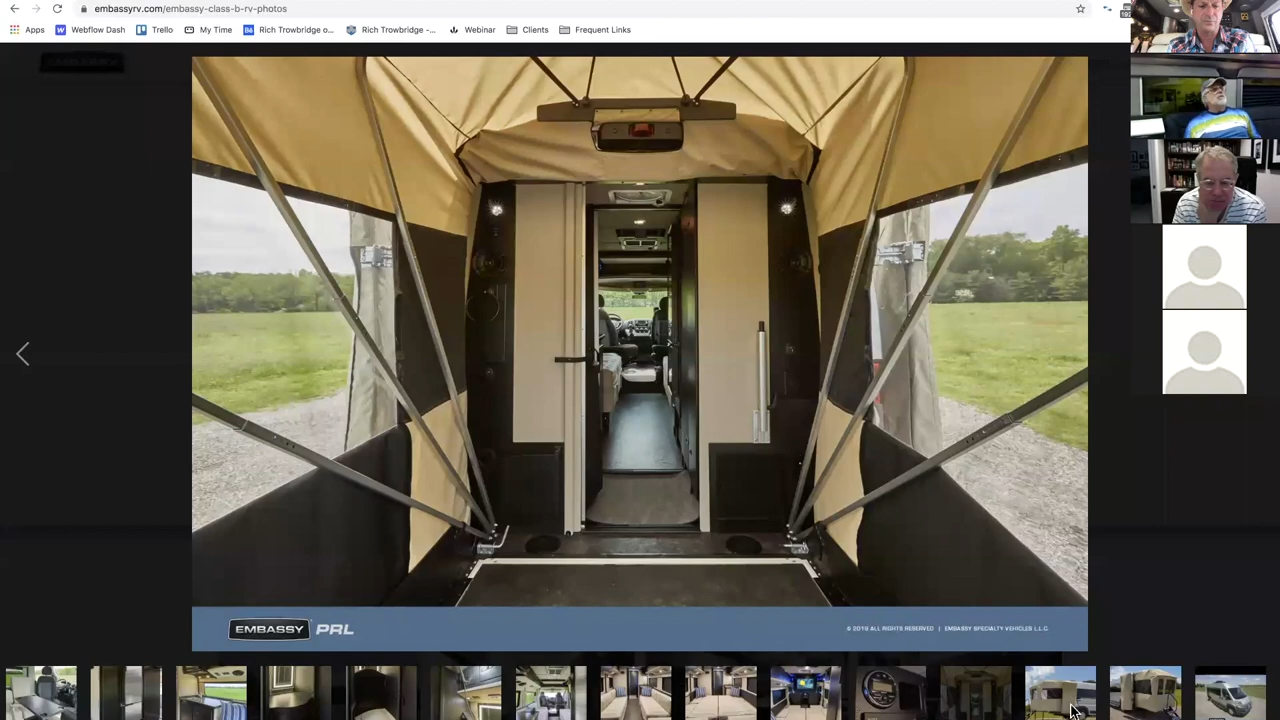 embassyrv.com/embassy-class-b-rv-photos
Apps Webflow Dash Trello My Time Rich Trowbridge o... Rich Trowbridge -... Webinar Clients Frequent Links
EMBASSY PRL
© 2019 ALL RIGHTS RESERVED | EMBASSY SPECIALTY VEHICLES L.L.C.